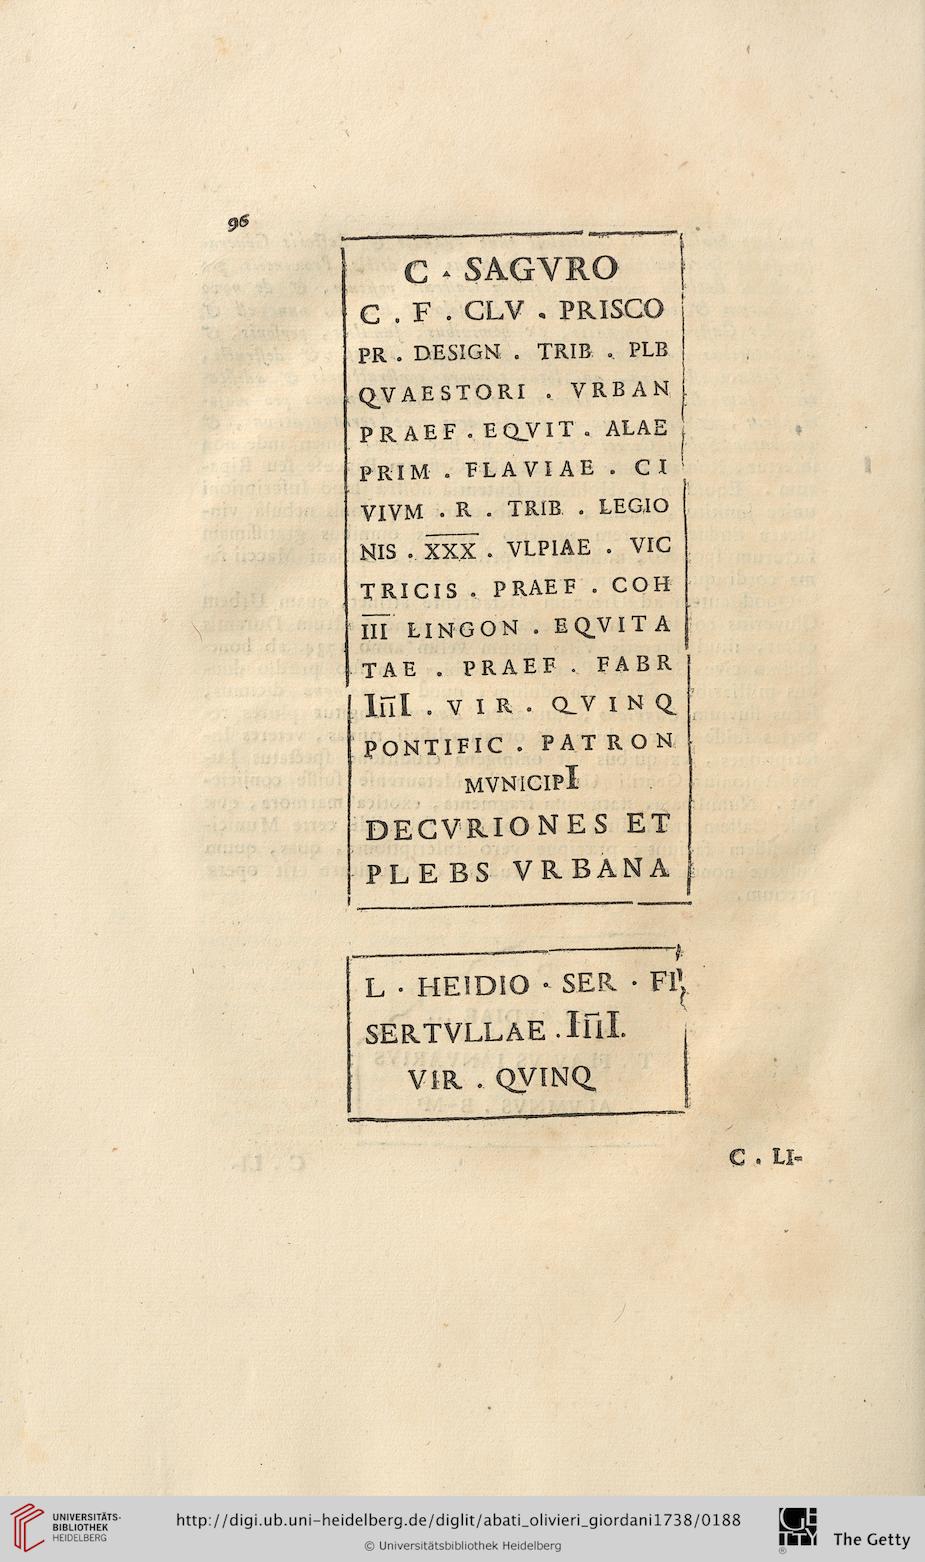 96
C . SAGVRO
C . F . CLV . PRISCO
PR . DESIGN . TRIB . PLB
QVAESTORI . VRBAN
PRAEF . EQVIT . ALAE
PRIM . FLAVIAE . CI
VIVM . R . TRIB . LEGIO
NIS . XXX . VLPIAE . VIC
TRICIS . PRAEF . COH
III LINGON . EQVITA
TAE . PRAEF . FABR
IIII . VIR . QVINQ
PONTIFIC . PATRON
MVNICIPI
DECVRIONES ET
PLEBS VRBANA
L . HEIDIO . SER . FI
SERTVLLAE . IIII.
VIR . QVINQ
C . LI-
UNIVERSITÄTS-
BIBLIOTHEK
HEIDELBERG
http://digi.ub.uni-heidelberg.de/diglit/abati_olivieri_giordani1738/0188
© Universitätsbibliothek Heidelberg
GETTY
The Getty